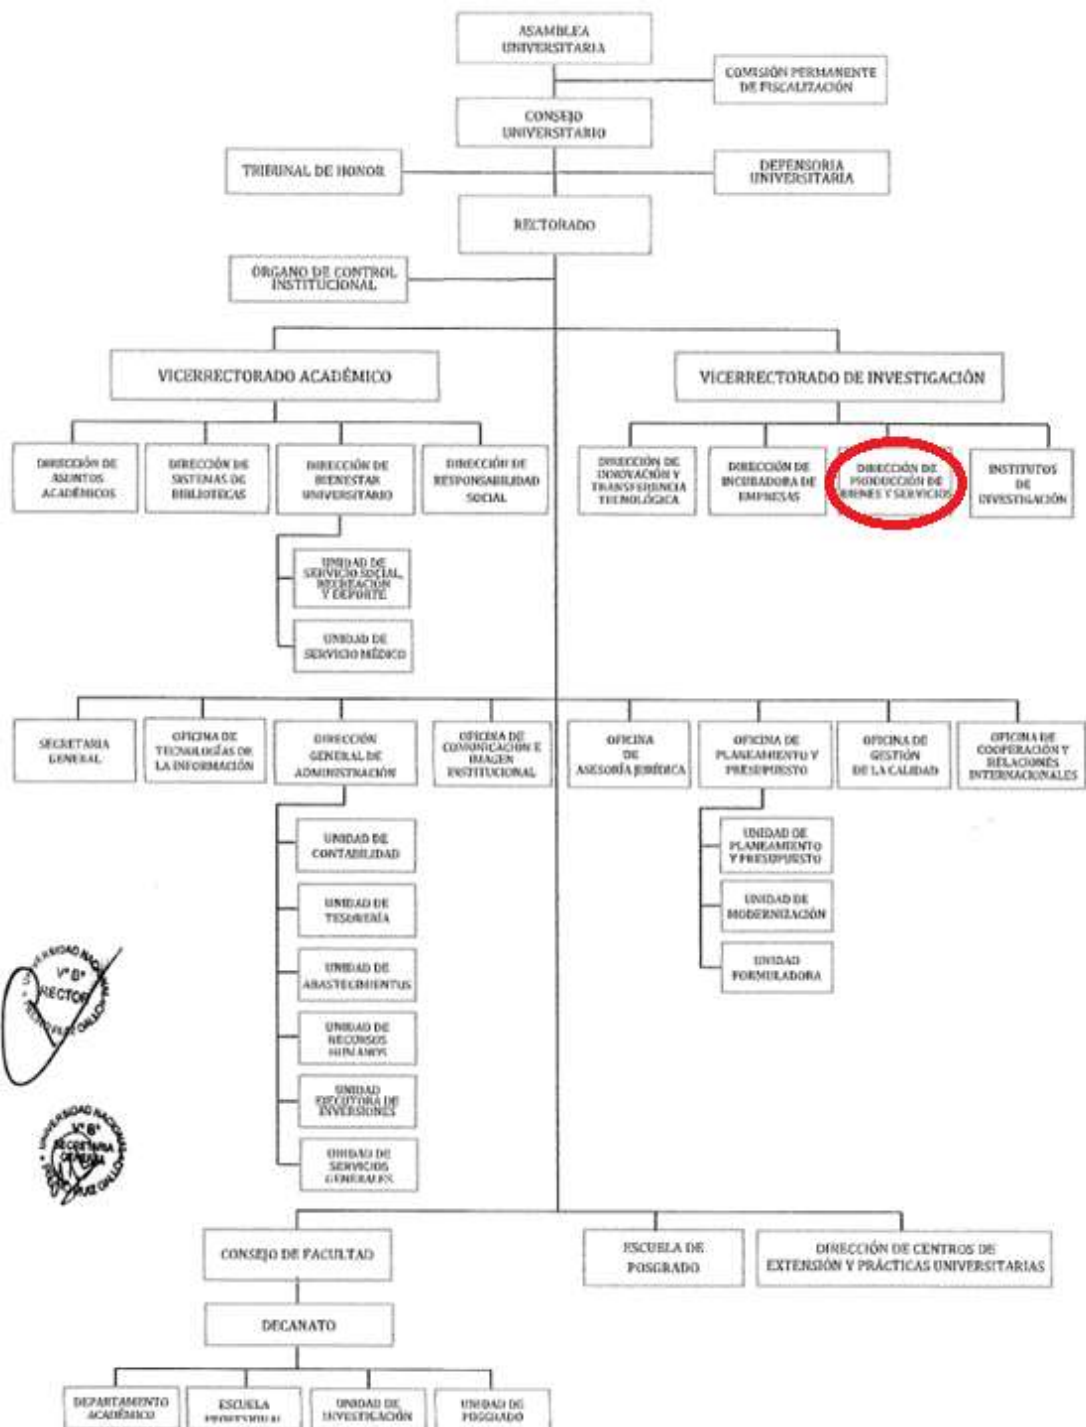 ASAMBLEA
UNIVERSITARIA
COMISIÓN PERMANENTE
DE FISCALIZACIÓN
CONSEJO
UNIVERSITARIO
TRIBUNAL DE HONOR
DEFENSORIA
UNIVERSITARIA
RECTORADO
ÓRGANO DE CONTROL
INSTITUCIONAL
VICERRECTORADO ACADÉMICO
VICERRECTORADO DE INVESTIGACIÓN
DIRECCIÓN DE
ASUNTOS
ACADÉMICOS
DIRECCIÓN DE
SISTEMAS DE
BIBLIOTECAS
DIRECCIÓN DE
BIENESTAR
UNIVERSITARIO
DIRECCIÓN DE
RESPONSABILIDAD
SOCIAL
DIRECCIÓN DE
INNOVACIÓN Y
TRANSFERENCIA
TECNOLÓGICA
DIRECCIÓN DE
INCUBADORA DE
EMPRESAS
DIRECCIÓN DE
PRODUCCIÓN DE
BIENES Y SERVICIOS
INSTITUTOS
DE
INVESTIGACIÓN
UNIDAD DE
SERVICIO SOCIAL,
RECREACIÓN
Y DEPORTE
UNIDAD DE
SERVICIO MÉDICO
SECRETARIA
GENERAL
OFICINA DE
TECNOLOGÍAS DE
LA INFORMACIÓN
DIRECCIÓN
GENERAL DE
ADMINISTRACIÓN
OFICINA DE
COMUNICACIÓN E
IMAGEN
INSTITUCIONAL
OFICINA
DE
ASESORÍA JURÍDICA
OFICINA DE
PLANEAMIENTO Y
PRESUPUESTO
OFICINA DE
GESTIÓN
DE LA CALIDAD
OFICINA DE
COOPERACIÓN Y
RELACIONES
INTERNACIONALES
UNIDAD DE
CONTABILIDAD
UNIDAD DE
TESORERÍA
UNIDAD DE
ABASTECIMIENTOS
UNIDAD DE
RECURSOS
HUMANOS
UNIDAD
EJECUTORA DE
INVERSIONES
UNIDAD DE
SERVICIOS
GENERALES
UNIDAD DE
PLANEAMIENTO
Y PRESUPUESTO
UNIDAD DE
MODERNIZACIÓN
UNIDAD
FORMULADORA
V° B°
RECTOR
UNIVERSIDAD NACIONAL
V° B°
SECRETARIA
GENERAL
CONSEJO DE FACULTAD
ESCUELA DE
POSGRADO
DIRECCIÓN DE CENTROS DE
EXTENSIÓN Y PRÁCTICAS UNIVERSITARIAS
DECANATO
DEPARTAMENTO
ACADÉMICO
ESCUELA
PROFESIONAL
UNIDAD DE
INVESTIGACIÓN
UNIDAD DE
POSGRADO